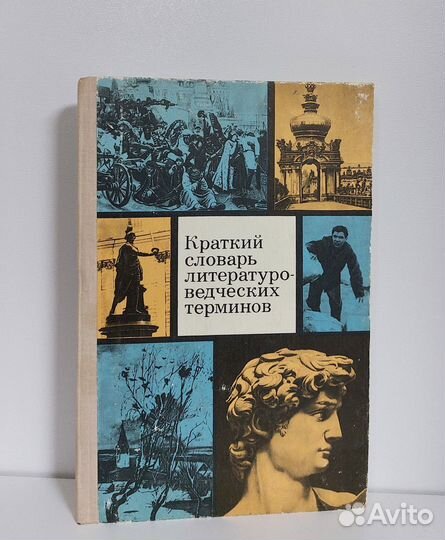 Краткий
словарь
литературо-
ведческих
терминов
Avito